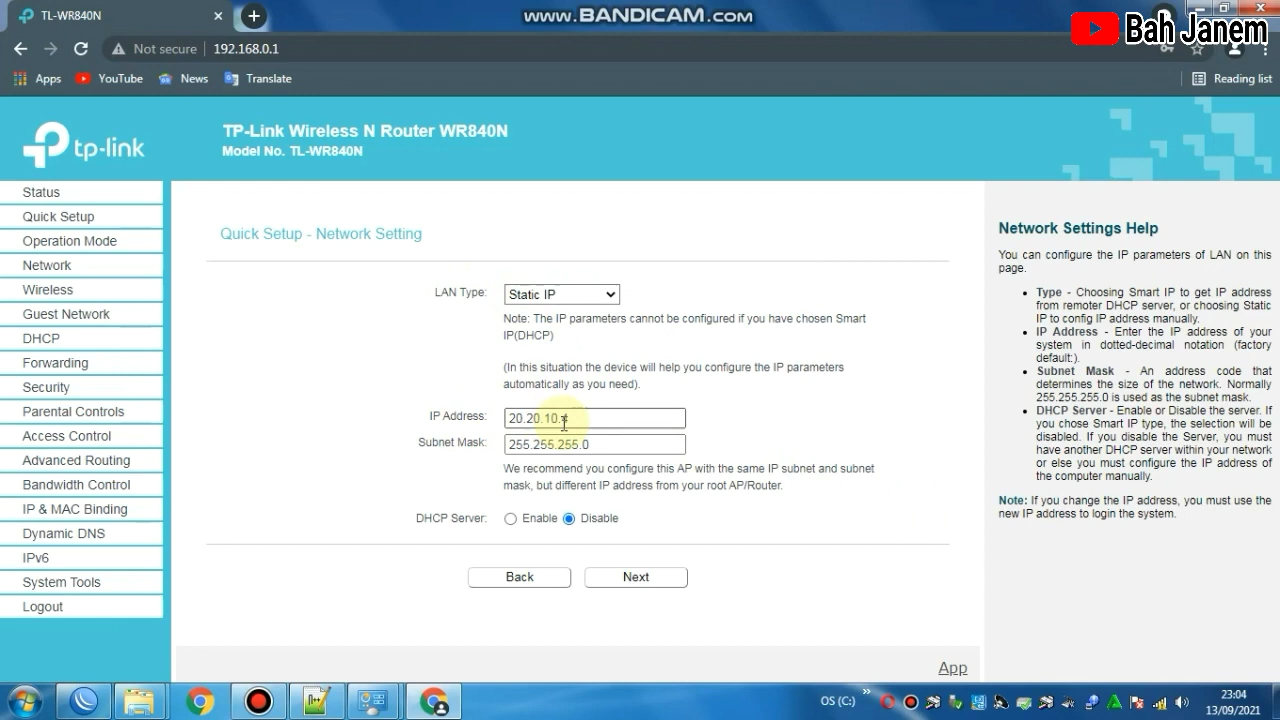 TL-WR840N
WWW.BANDICAM.COM
Bah Janem
Not secure
192.168.0.1
Apps
YouTube
News
Translate
Reading list
tp-link
TP-Link Wireless N Router WR840N
Model No. TL-WR840N
Status
Quick Setup
Operation Mode
Network
Wireless
Guest Network
DHCP
Forwarding
Security
Parental Controls
Access Control
Advanced Routing
Bandwidth Control
IP & MAC Binding
Dynamic DNS
IPv6
System Tools
Logout
Quick Setup - Network Setting
LAN Type: Static IP
Note: The IP parameters cannot be configured if you have chosen Smart
IP(DHCP)
(In this situation the device will help you configure the IP parameters
automatically as you need).
IP Address:
Subnet Mask: 255.255.255.0
We recommend you configure this AP with the same IP subnet and subnet
mask, but different IP address from your root AP/Router.
DHCP Server: Enable Disable
Back Next
App
Network Settings Help
You can configure the IP parameters of LAN on this
page.
Type - Choosing Smart IP to get IP address
from remoter DHCP server, or choosing Static
IP to config IP address manually.
IP Address - Enter the IP address of your
system in dotted-decimal notation (factory
default:).
Subnet Mask - An address code that
determines the size of the network. Normally
255.255.255.0 is used as the subnet mask.
DHCP Server - Enable or Disable the server. If
you chose Smart IP type, the selection will be
disabled. If you disable the Server, you must
have another DHCP server within your network
or else you must configure the IP address of
the computer manually.
Note: If you change the IP address, you must use the
new IP address to login the system.
OS (C:)
23:04
13/09/2021